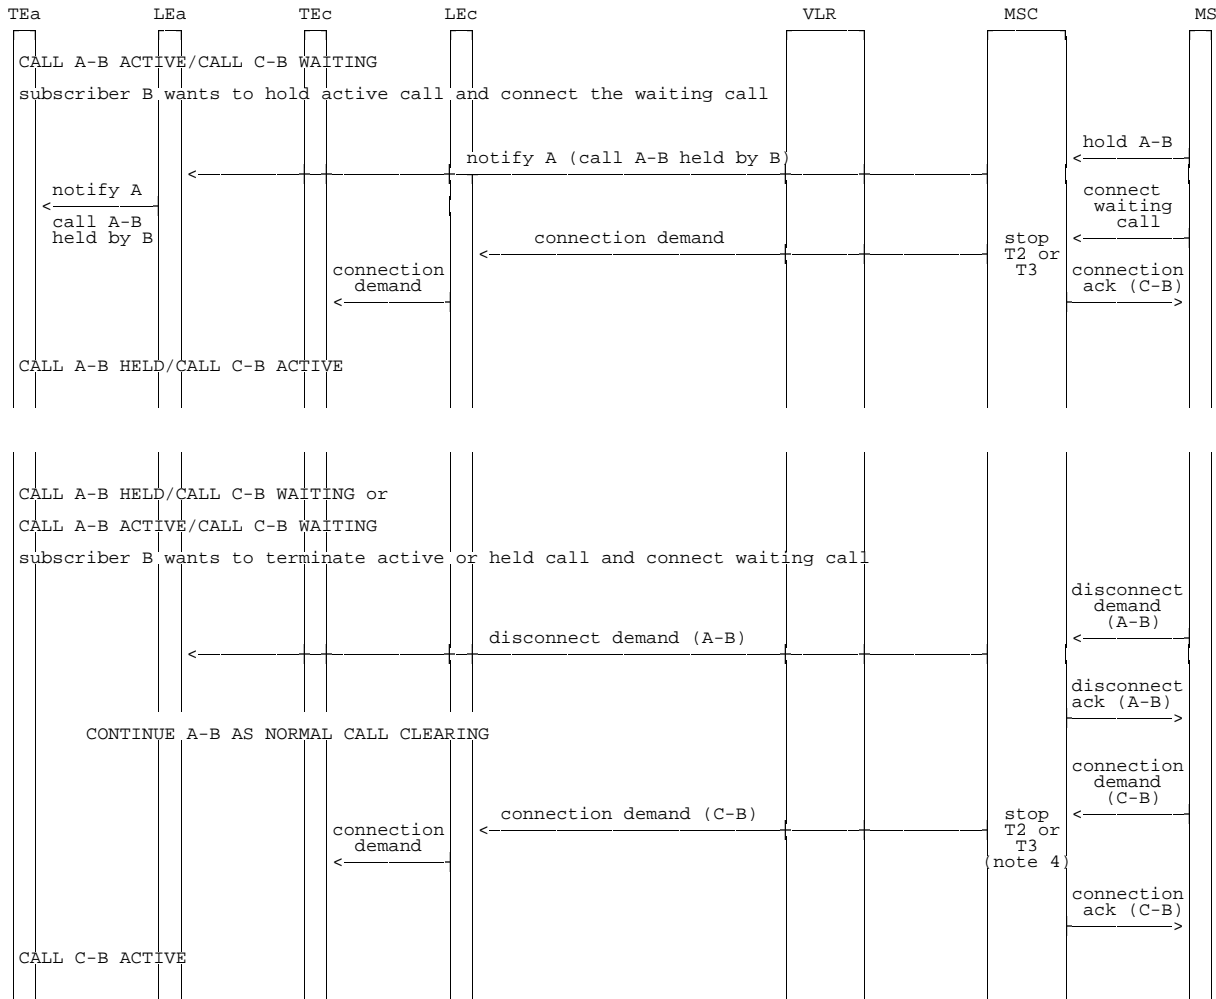 TEa LEa TEc LEc VLR MSC MS
CALL A-B ACTIVE/CALL C-B WAITING
subscriber B wants to hold active call and connect the waiting call
hold A-B
notify A (call A-B held by B)
notify A
call A-B
held by B
connect
waiting
call
connection demand
stop
T2 or
T3
connection
demand
connection
ack (C-B)
CALL A-B HELD/CALL C-B ACTIVE
CALL A-B HELD/CALL C-B WAITING or
CALL A-B ACTIVE/CALL C-B WAITING
subscriber B wants to terminate active or held call and connect waiting call
disconnect
demand
(A-B)
disconnect demand (A-B)
disconnect
ack (A-B)
CONTINUE A-B AS NORMAL CALL CLEARING
connection
demand
(C-B)
connection demand (C-B)
stop
T2 or
T3
(note 4)
connection
demand
connection
ack (C-B)
CALL C-B ACTIVE